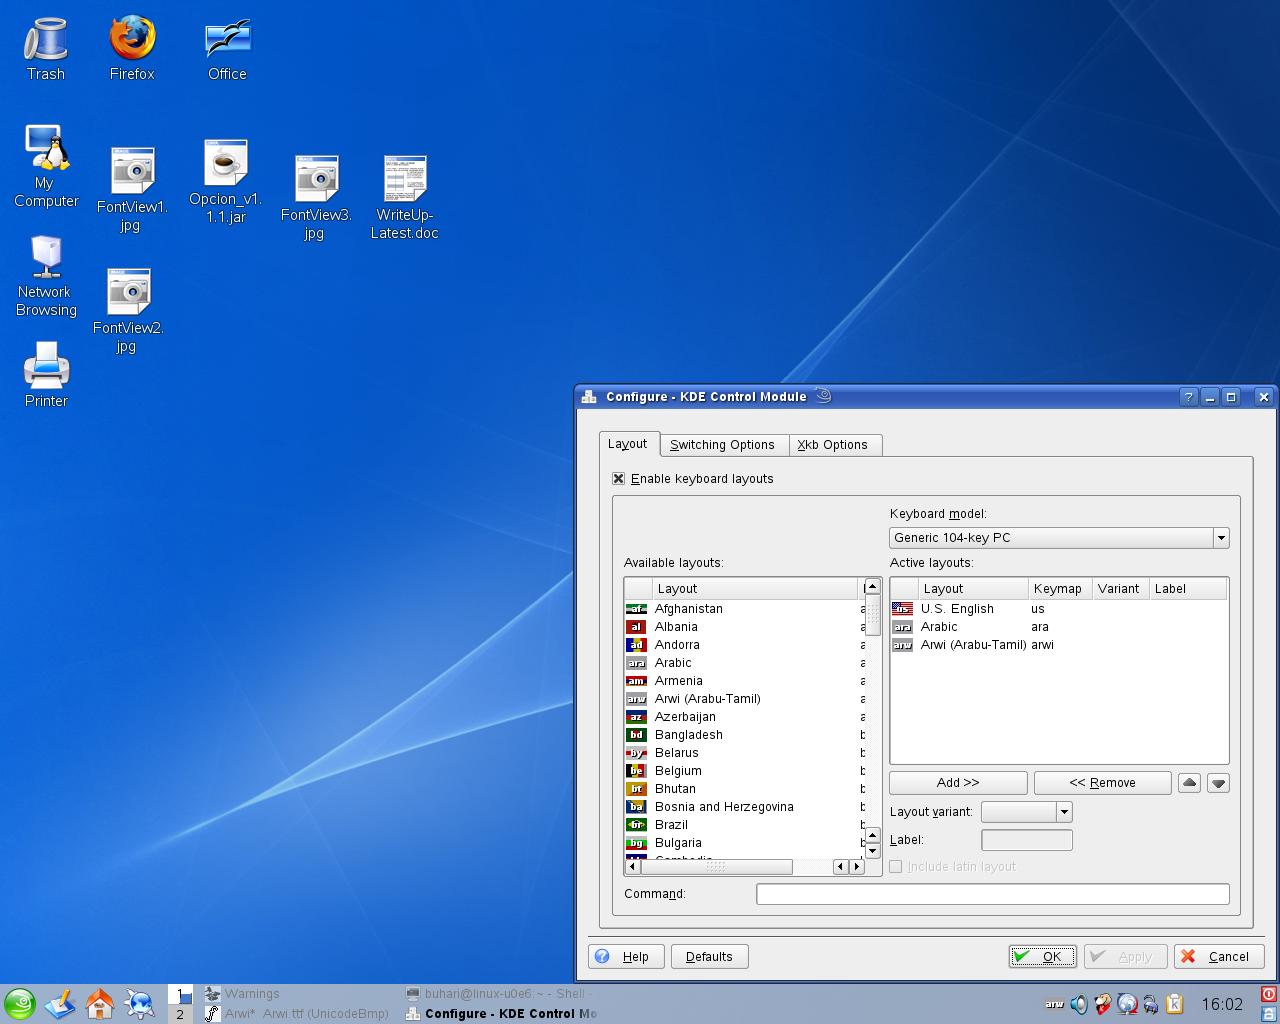 Trash
Firefox
Office
My
Computer
FontView1.
jpg
Opcion_v1.
1.1.jar
FontView3.
jpg
WriteUp-
Latest.doc
Network
Browsing
FontView2.
jpg
Printer
Configure - KDE Control Module
Layout
Switching Options
Xkb Options
Enable keyboard layouts
Keyboard model:
Generic 104-key PC
Available layouts:
Layout
af Afghanistan a
al Albania a
ad Andorra a
ara Arabic a
am Armenia a
arw Arwi (Arabu-Tamil) a
az Azerbaijan a
bd Bangladesh b
by Belarus b
be Belgium b
bt Bhutan b
ba Bosnia and Herzegovina b
br Brazil b
bg Bulgaria b
Active layouts:
Layout Keymap Variant Label
us U.S. English us
ara Arabic ara
arw Arwi (Arabu-Tamil) arwi
Add >>
<< Remove
Layout variant:
Label:
Include latin layout
Command:
Help
Defaults
OK
Apply
Cancel
1
2
Warnings
Arwi* Arwi.ttf (UnicodeBmp)
buhari@linux-u0e6:~ - Shell -
Configure - KDE Control Mo
arw
16:02